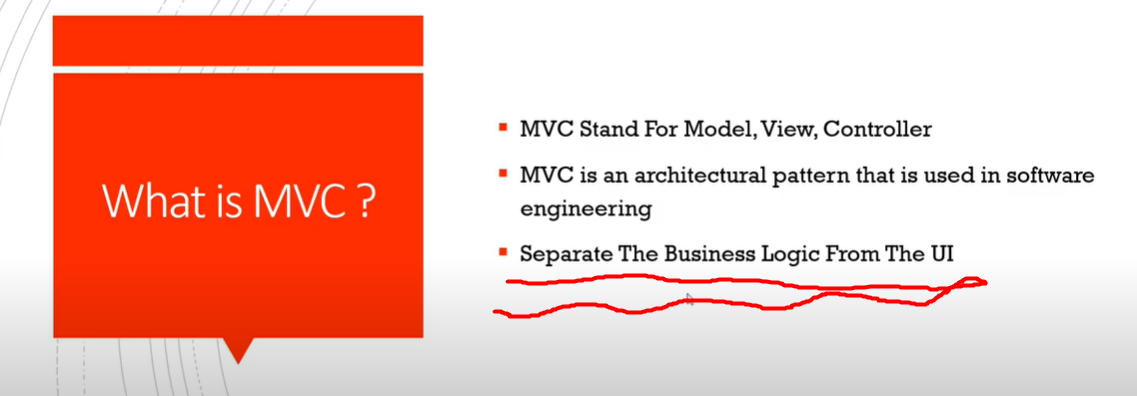 What is MVC ?
MVC Stand For Model, View, Controller
MVC is an architectural pattern that is used in software
engineering
Separate The Business Logic From The UI